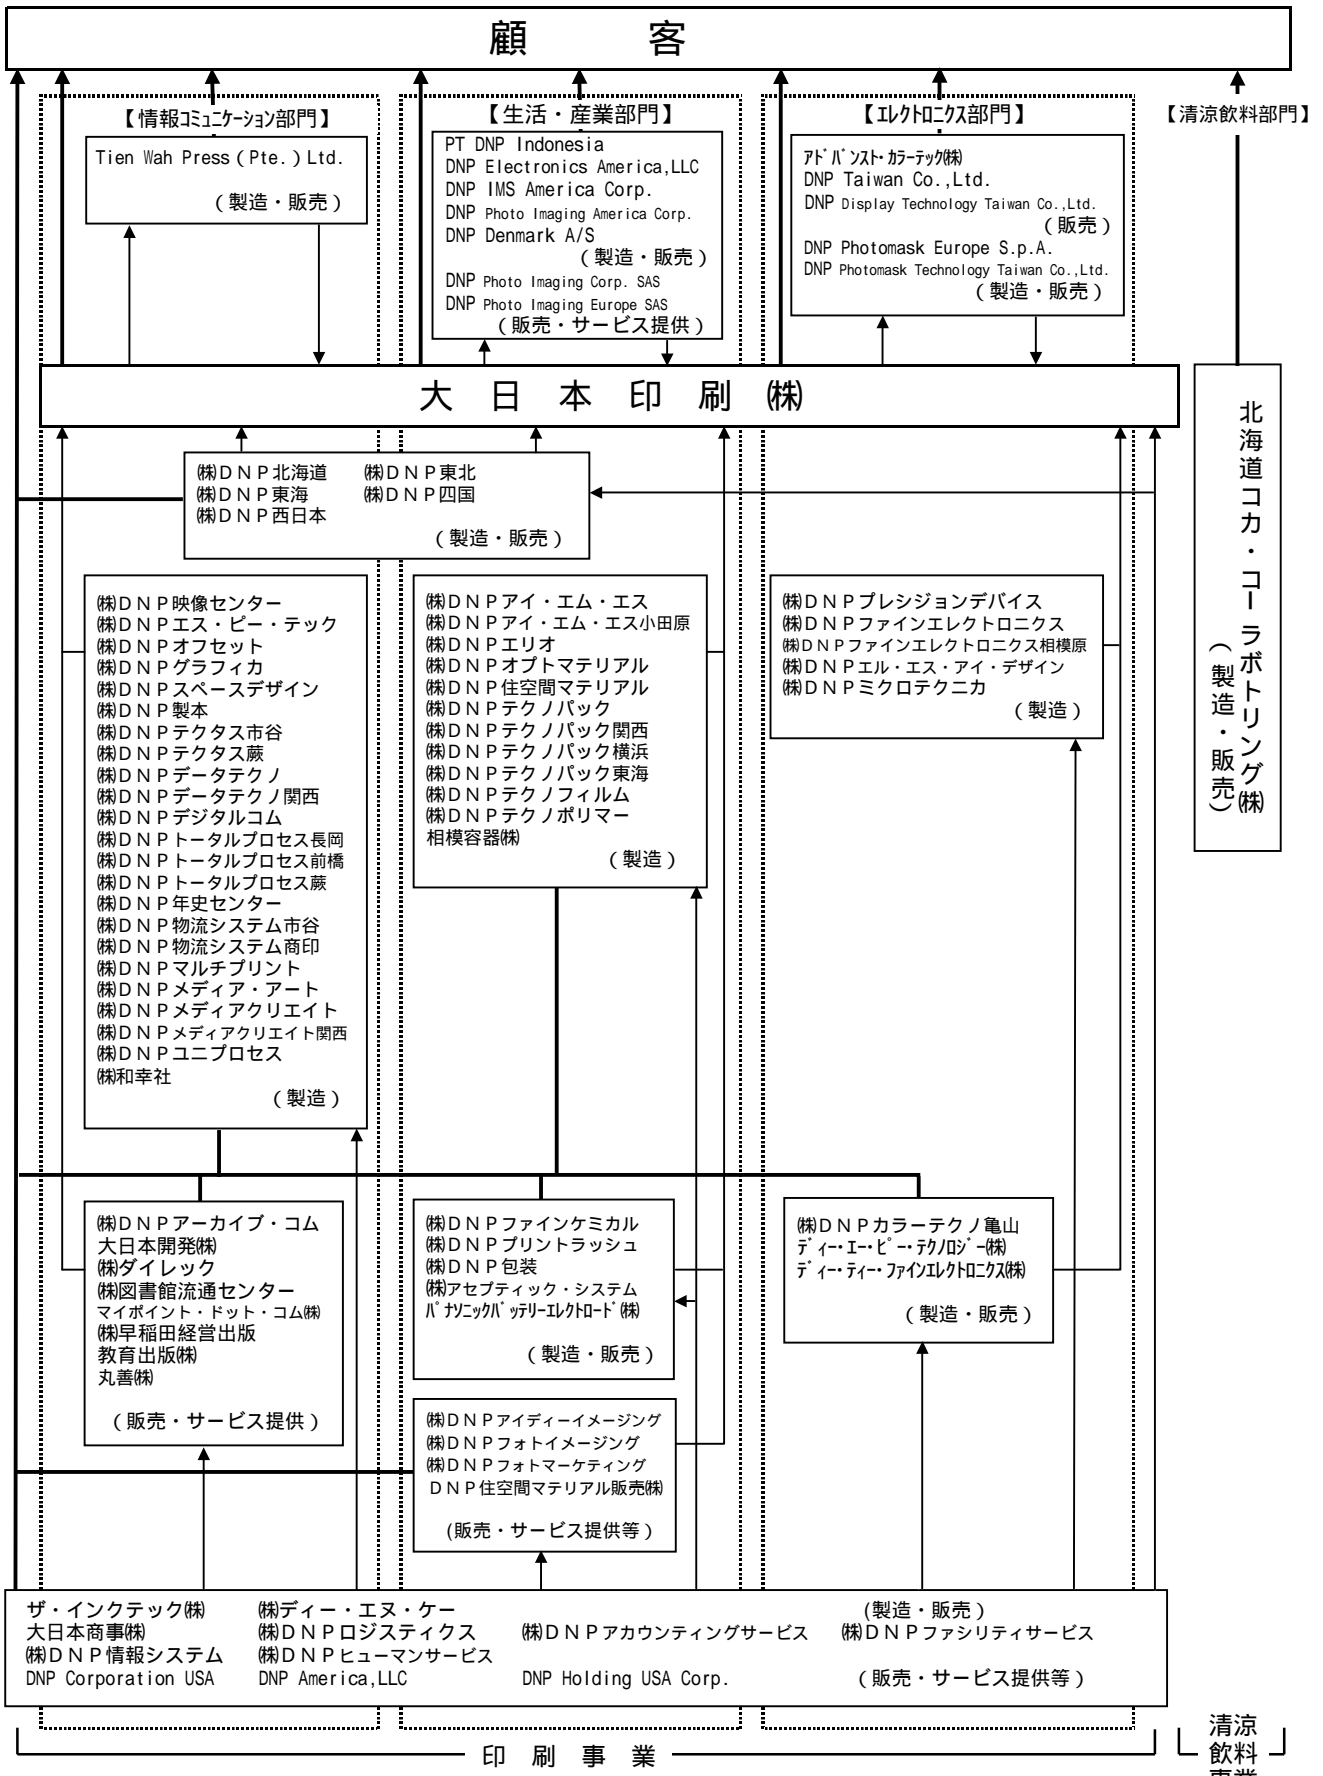 顧客
【情報ｺﾐｭﾆｹｰｼｮﾝ部門】
Tien Wah Press（Pte.）Ltd.
（製造・販売）
【生活・産業部門】
PT DNP Indonesia
DNP Electronics America,LLC
DNP IMS America Corp.
DNP Photo Imaging America Corp.
DNP Denmark A/S
（製造・販売）
DNP Photo Imaging Corp. SAS
DNP Photo Imaging Europe SAS
（販売・サービス提供）
【ｴﾚｸﾄﾛﾆｸｽ部門】
ｱﾄﾞﾊﾞﾝｽﾄ・ｶﾗｰﾃｯｸ㈱
DNP Taiwan Co.,Ltd.
DNP Display Technology Taiwan Co.,Ltd.
（販売）
DNP Photomask Europe S.p.A.
DNP Photomask Technology Taiwan Co.,Ltd.
（製造・販売）
【清涼飲料部門】
大日本印刷㈱
北海道コカ・コーラボトリング㈱
（製造・販売）
㈱ＤＮＰ北海道　㈱ＤＮＰ東北
㈱ＤＮＰ東海　㈱ＤＮＰ四国
㈱ＤＮＰ西日本
（製造・販売）
㈱ＤＮＰ映像センター
㈱ＤＮＰエス・ピー・テック
㈱ＤＮＰオフセット
㈱ＤＮＰグラフィカ
㈱ＤＮＰスペースデザイン
㈱ＤＮＰ製本
㈱ＤＮＰテクタス市谷
㈱ＤＮＰテクタス蕨
㈱ＤＮＰデータテクノ
㈱ＤＮＰデータテクノ関西
㈱ＤＮＰデジタルコム
㈱ＤＮＰトータルプロセス長岡
㈱ＤＮＰトータルプロセス前橋
㈱ＤＮＰトータルプロセス蕨
㈱ＤＮＰ年史センター
㈱ＤＮＰ物流システム市谷
㈱ＤＮＰ物流システム商印
㈱ＤＮＰマルチプリント
㈱ＤＮＰメディア・アート
㈱ＤＮＰメディアクリエイト
㈱ＤＮＰメディアクリエイト関西
㈱ＤＮＰユニプロセス
㈱和幸社
（製造）
㈱ＤＮＰアイ・エム・エス
㈱ＤＮＰアイ・エム・エス小田原
㈱ＤＮＰエリオ
㈱ＤＮＰオプトマテリアル
㈱ＤＮＰ住空間マテリアル
㈱ＤＮＰテクノパック
㈱ＤＮＰテクノパック関西
㈱ＤＮＰテクノパック横浜
㈱ＤＮＰテクノパック東海
㈱ＤＮＰテクノフィルム
㈱ＤＮＰテクノポリマー
相模容器㈱
（製造）
㈱ＤＮＰプレシジョンデバイス
㈱ＤＮＰファインエレクトロニクス
㈱ＤＮＰファインエレクトロニクス相模原
㈱ＤＮＰエル・エス・アイ・デザイン
㈱ＤＮＰミクロテクニカ
（製造）
㈱ＤＮＰアーカイブ・コム
大日本開発㈱
㈱ダイレック
㈱図書館流通センター
マイポイント・ドット・コム㈱
㈱早稲田経営出版
教育出版㈱
丸善㈱
（販売・サービス提供）
㈱ＤＮＰファインケミカル
㈱ＤＮＰプリントラッシュ
㈱ＤＮＰ包装
㈱アセプティック・システム
ﾊﾟﾅｿﾆｯｸﾊﾞｯﾃﾘｰｴﾚｸﾄﾛｰﾄﾞ㈱
（製造・販売）
㈱ＤＮＰカラーテクノ亀山
ﾃﾞｨｰ・ｴｰ・ﾋﾟｰ・ﾃｸﾉﾛｼﾞｰ㈱
ﾃﾞｨｰ・ﾃｨｰ・ﾌｧｲﾝｴﾚｸﾄﾛﾆｸｽ㈱
（製造・販売）
㈱ＤＮＰアイディーイメージング
㈱ＤＮＰフォトイメージング
㈱ＤＮＰフォトマーケティング
ＤＮＰ住空間マテリアル販売㈱
(販売・サービス提供等）
ザ・インクテック㈱　㈱ディー・エヌ・ケー　(製造・販売）
大日本商事㈱　㈱ＤＮＰロジスティクス　㈱ＤＮＰアカウンティングサービス　㈱ＤＮＰファシリティサービス
㈱ＤＮＰ情報システム　㈱ＤＮＰヒューマンサービス
DNP Corporation USA　DNP America,LLC　DNP Holding USA Corp.　（販売・サービス提供等）
印刷事業
清涼
飲料